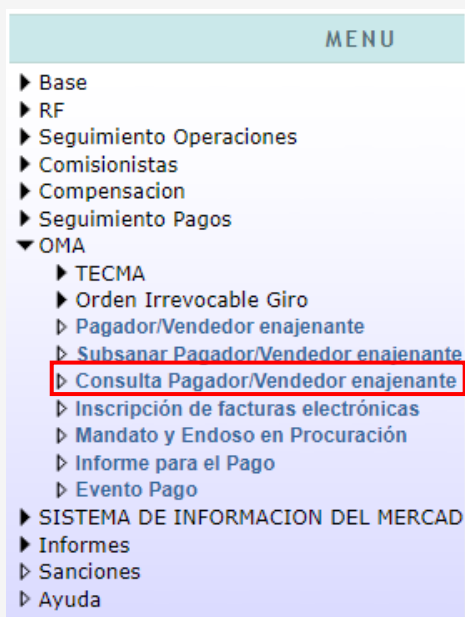 MENU
Base
RF
Seguimiento Operaciones
Comisionistas
Compensacion
Seguimiento Pagos
OMA
TECMA
Orden Irrevocable Giro
Pagador/Vendedor enajenante
Subsanar Pagador/Vendedor enajenante
Consulta Pagador/Vendedor enajenante
Inscripción de facturas electrónicas
Mandato y Endoso en Procuración
Informe para el Pago
Evento Pago
SISTEMA DE INFORMACION DEL MERCAD
Informes
Sanciones
Ayuda